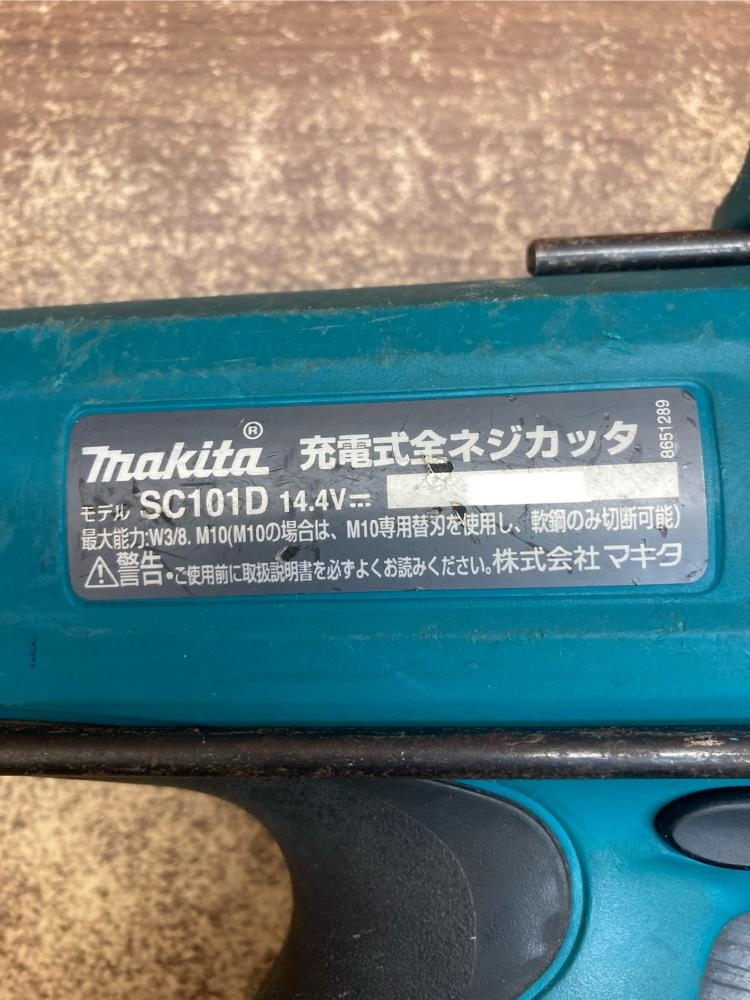 makita® 充電式全ネジカッタ
モデル SC101D 14.4V⎓
最大能力:W3/8. M10(M10の場合は、M10専用替刃を使用し、軟鋼のみ切断可能)
⚠警告・ご使用前に取扱説明書を必ずよくお読みください。株式会社 マキタ
8651289